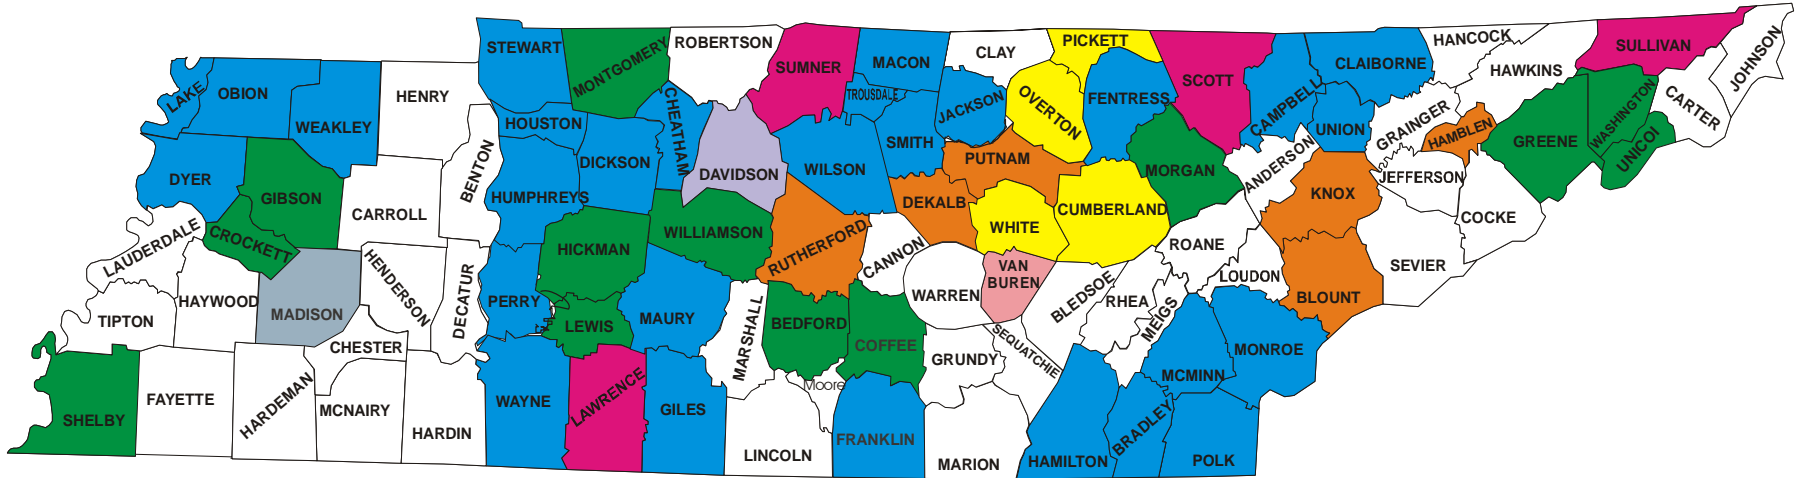 STEWART
MONTGOMERY
ROBERTSON
SUMNER
MACON
CLAY
PICKETT
SCOTT
CLAIBORNE
HANCOCK
HAWKINS
SULLIVAN
JOHNSON
LAKE
OBION
WEAKLEY
HENRY
HOUSTON
CHEATHAM
TROUSDALE
JACKSON
OVERTON
FENTRESS
CAMPBELL
UNION
GRAINGER
HAMBLEN
GREENE
WASHINGTON
CARTER
UNICOI
DYER
GIBSON
CARROLL
BENTON
HUMPHREYS
DICKSON
DAVIDSON
WILSON
SMITH
PUTNAM
MORGAN
ANDERSON
KNOX
JEFFERSON
COCKE
LAUDERDALE
CROCKETT
HICKMAN
WILLIAMSON
RUTHERFORD
CANNON
DEKALB
WHITE
CUMBERLAND
ROANE
LOUDON
BLOUNT
SEVIER
TIPTON
HAYWOOD
MADISON
HENDERSON
DECATUR
PERRY
LEWIS
MAURY
MARSHALL
BEDFORD
COFFEE
WARREN
VAN
BUREN
BLEDSOE
RHEA
MEIGS
SHELBY
FAYETTE
HARDEMAN
CHESTER
MCNAIRY
HARDIN
WAYNE
LAWRENCE
GILES
LINCOLN
Moore
FRANKLIN
GRUNDY
SEQUATCHIE
MARION
HAMILTON
BRADLEY
MCMINN
MONROE
POLK